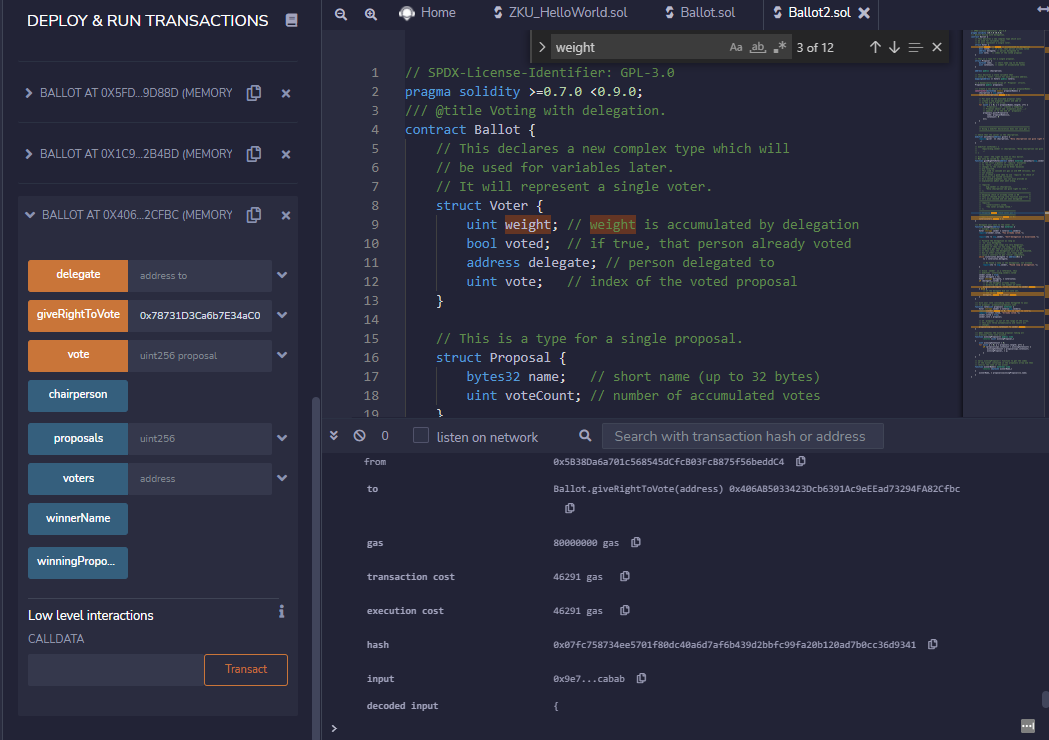 DEPLOY & RUN TRANSACTIONS
BALLOT AT 0X5FD...9D88D (MEMORY
BALLOT AT 0X1C9...2B4BD (MEMORY
BALLOT AT 0X406...2CFBC (MEMORY
delegate address to
giveRightToVote 0x78731D3Ca6b7E34aC0
vote uint256 proposal
chairperson
proposals uint256
voters address
winnerName
winningPropo...
Low level interactions
CALLDATA
Transact
Home ZKU_HelloWorld.sol Ballot.sol Ballot2.sol
weight Aa ab .* 3 of 12
1 // SPDX-License-Identifier: GPL-3.0
2 pragma solidity >=0.7.0 <0.9.0;
3 /// @title Voting with delegation.
4 contract Ballot {
5 // This declares a new complex type which will
6 // be used for variables later.
7 // It will represent a single voter.
8 struct Voter {
9 uint weight; // weight is accumulated by delegation
10 bool voted; // if true, that person already voted
11 address delegate; // person delegated to
12 uint vote; // index of the voted proposal
13 }
14
15 // This is a type for a single proposal.
16 struct Proposal {
17 bytes32 name; // short name (up to 32 bytes)
18 uint voteCount; // number of accumulated votes
19 }
0 listen on network Search with transaction hash or address
from 0x5B38Da6a701c568545dCfcB03FcB875f56beddC4
to Ballot.giveRightToVote(address) 0x406AB5033423Dcb6391Ac9eEEad73294FA82Cfbc
gas 80000000 gas
transaction cost 46291 gas
execution cost 46291 gas
hash 0x07fc758734ee5701f80dc40a6d7af6b439d2bbfc99fa20b120ad7b0cc36d9341
input 0x9e7...cabab
decoded input {
>